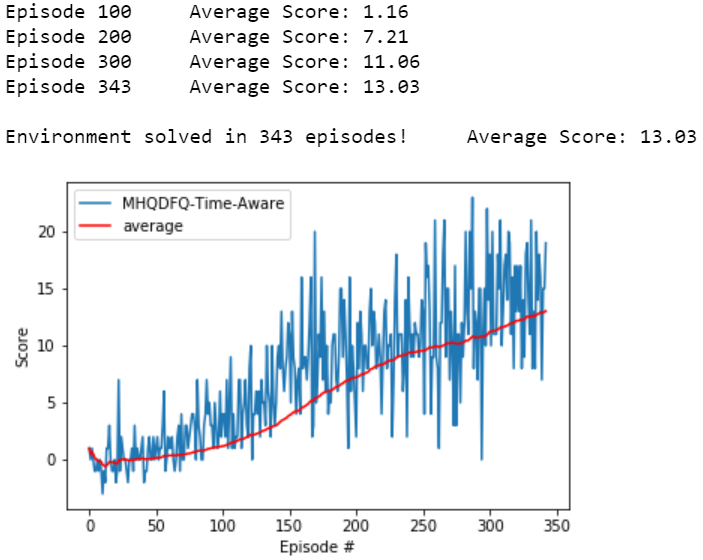 Episode 100     Average Score: 1.16
Episode 200     Average Score: 7.21
Episode 300     Average Score: 11.06
Episode 343     Average Score: 13.03
Environment solved in 343 episodes!     Average Score: 13.03
MHQDFQ-Time-Aware
average
20
15
10
5
0
Score
0 50 100 150 200 250 300 350
Episode #